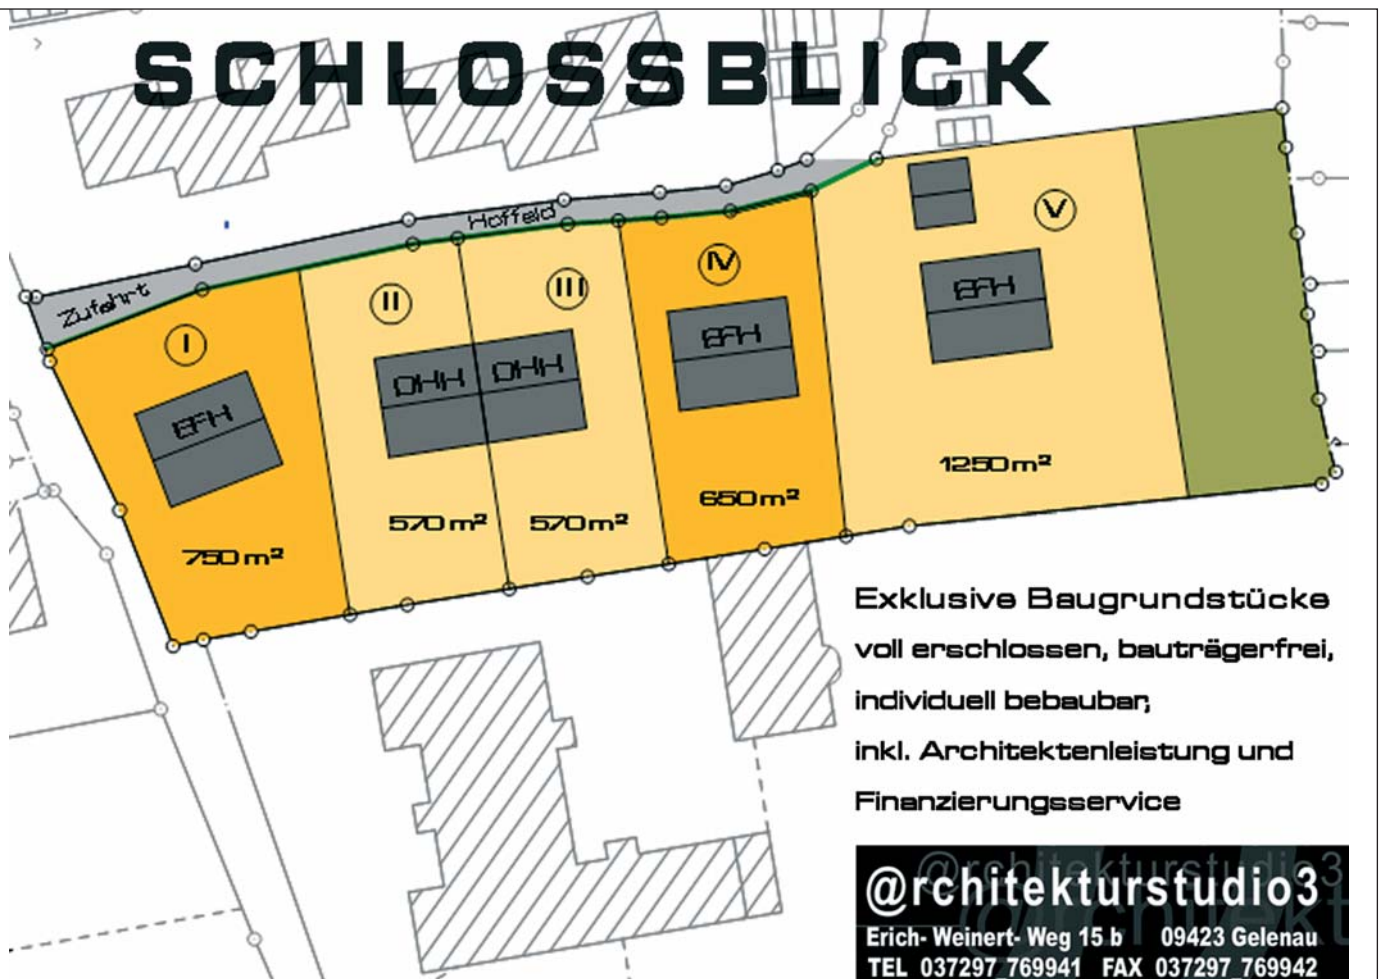 SCHLOSSBLICK
Hoffeld
Zufahrt
I
II
III
IV
V
EFH
DHH
DHH
EFH
EFH
750 m²
570 m²
570 m²
650 m²
1250 m²
Exklusive Baugrundstücke
voll erschlossen, bauträgerfrei,
individuell bebaubar,
inkl. Architektenleistung und
Finanzierungsservice
@rchitekturstudio3
Erich- Weinert- Weg 15 b 09423 Gelenau
TEL 037297 769941 FAX 037297 769942